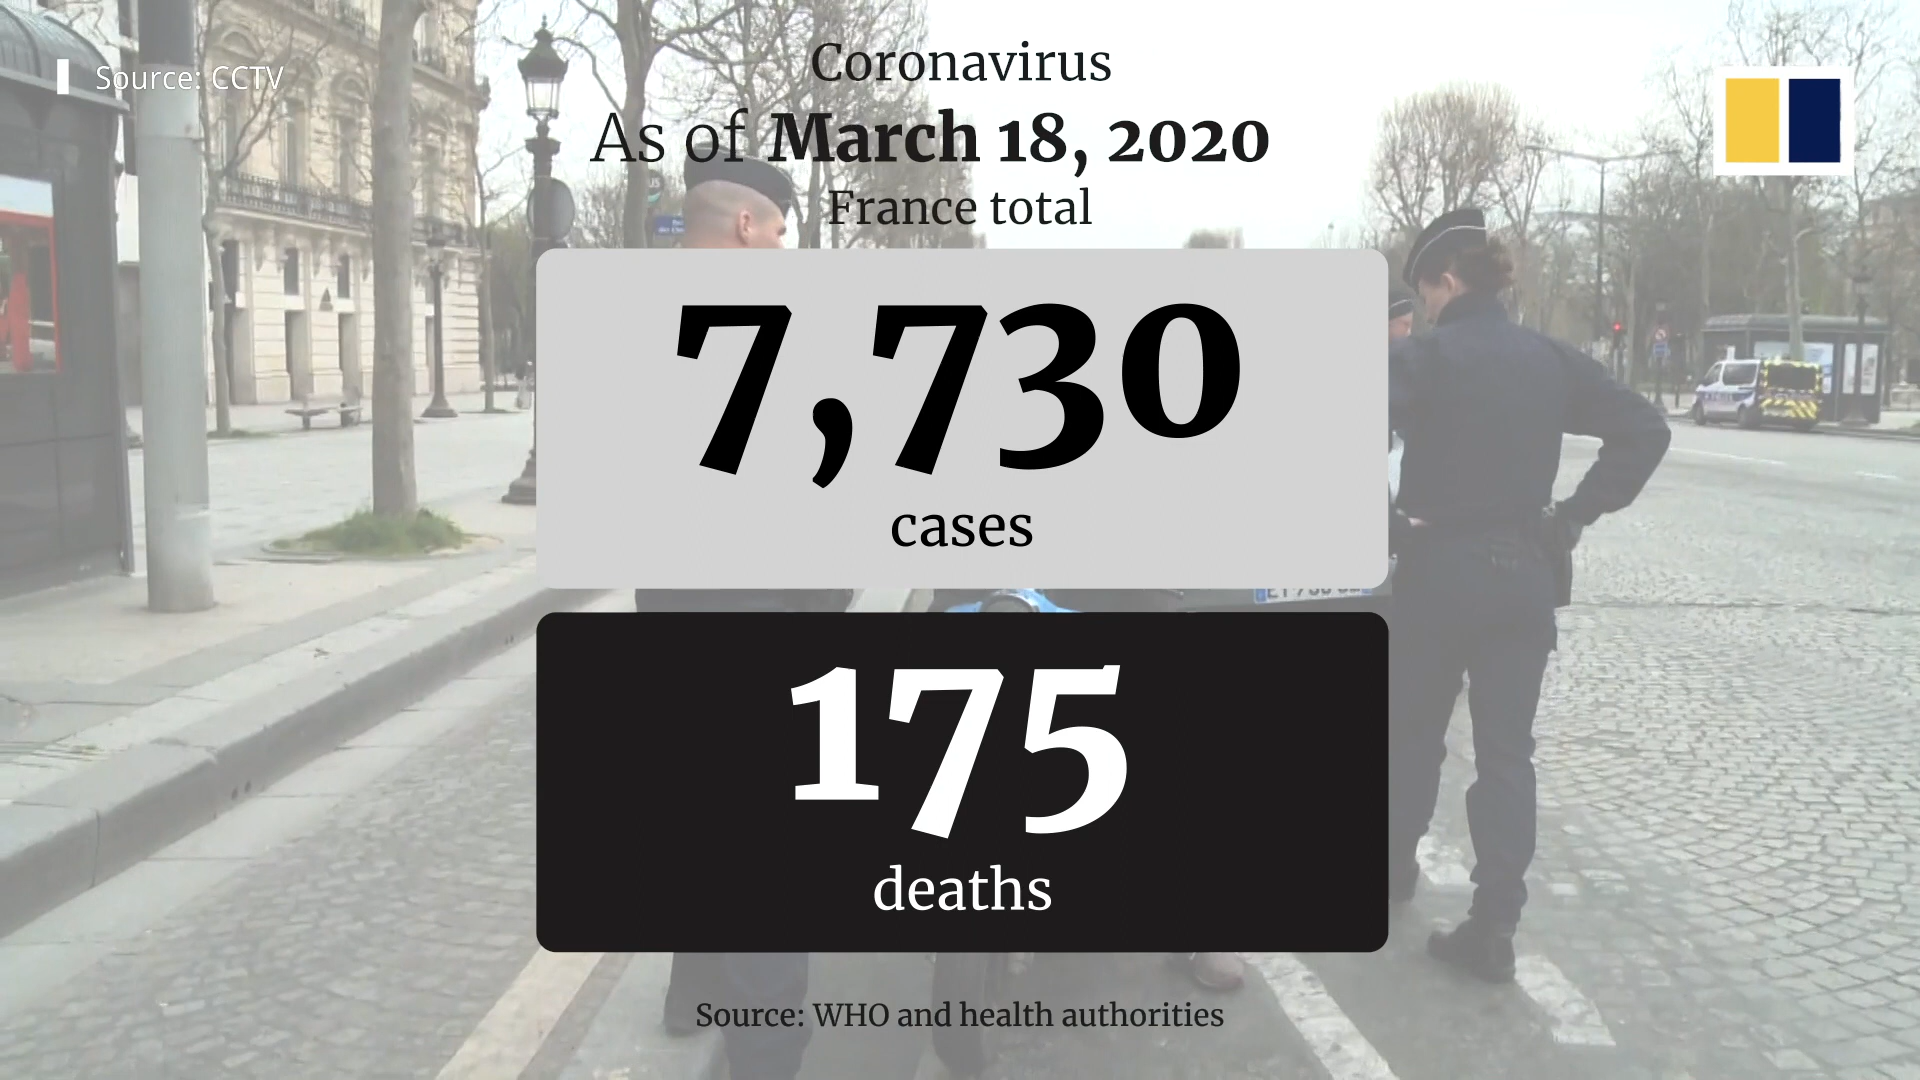 Source: CCTV
Coronavirus
As of March 18, 2020
France total
7,730
cases
175
deaths
Source: WHO and health authorities